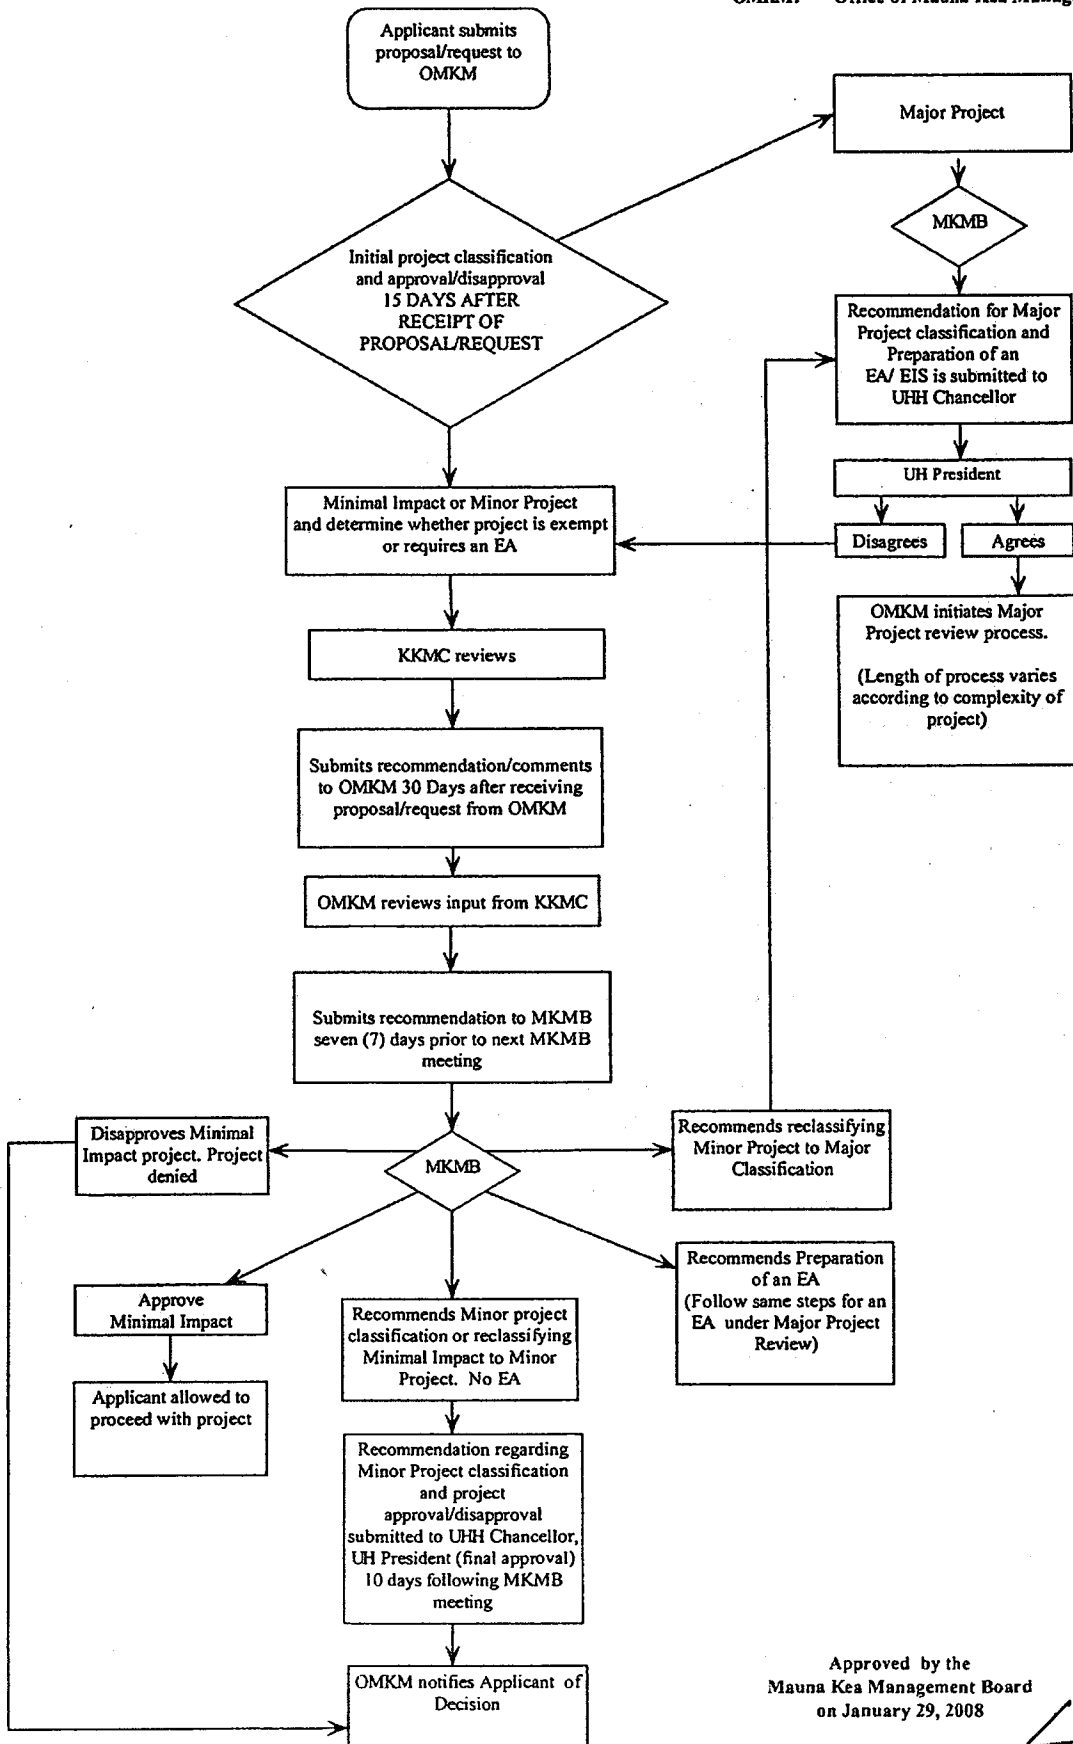 Applicant submits
proposal/request to
OMKM
Major Project
MKMB
Initial project classification
and approval/disapproval
15 DAYS AFTER
RECEIPT OF
PROPOSAL/REQUEST
Recommendation for Major
Project classification and
Preparation of an
EA/ EIS is submitted to
UHH Chancellor
UH President
Disagrees
Agrees
Minimal Impact or Minor Project
and determine whether project is exempt
or requires an EA
OMKM initiates Major
Project review process.
(Length of process varies
according to complexity of
project)
KKMC reviews
Submits recommendation/comments
to OMKM 30 Days after receiving
proposal/request from OMKM
OMKM reviews input from KKMC
Submits recommendation to MKMB
seven (7) days prior to next MKMB
meeting
Disapproves Minimal
Impact project. Project
denied
MKMB
Recommends reclassifying
Minor Project to Major
Classification
Approve
Minimal Impact
Applicant allowed to
proceed with project
Recommends Minor project
classification or reclassifying
Minimal Impact to Minor
Project. No EA
Recommends Preparation
of an EA
(Follow same steps for an
EA under Major Project
Review)
Recommendation regarding
Minor Project classification
and project
approval/disapproval
submitted to UHH Chancellor,
UH President (final approval)
10 days following MKMB
meeting
OMKM notifies Applicant of
Decision
Approved by the
Mauna Kea Management Board
on January 29, 2008